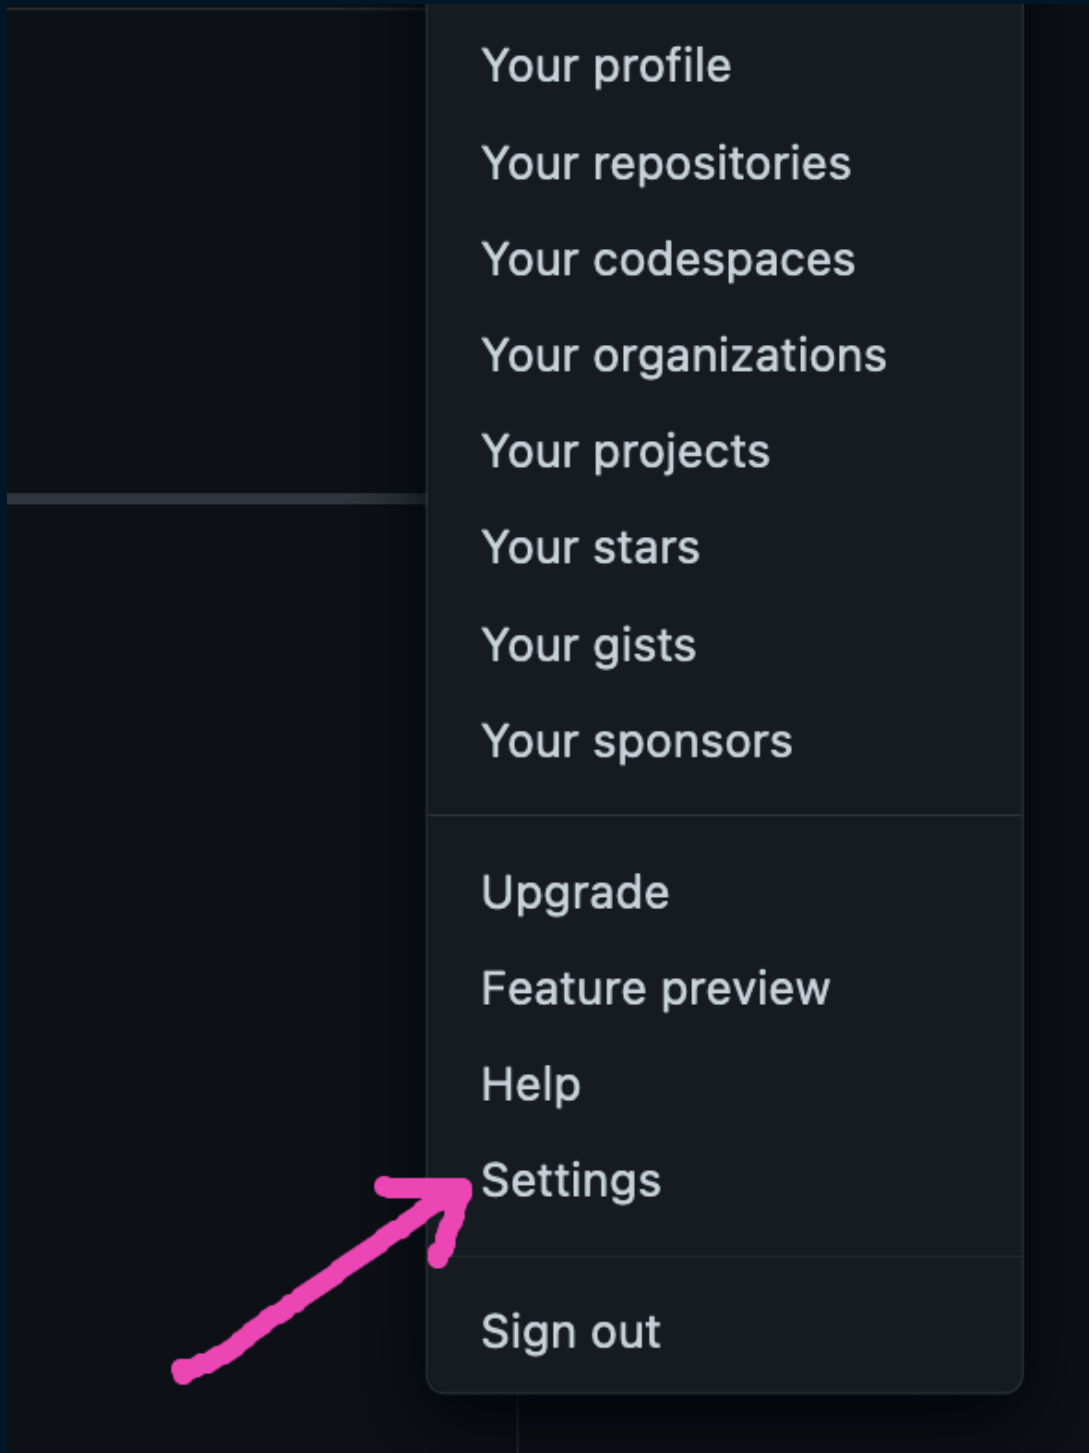 Your profile
Your repositories
Your codespaces
Your organizations
Your projects
Your stars
Your gists
Your sponsors
Upgrade
Feature preview
Help
Settings
Sign out